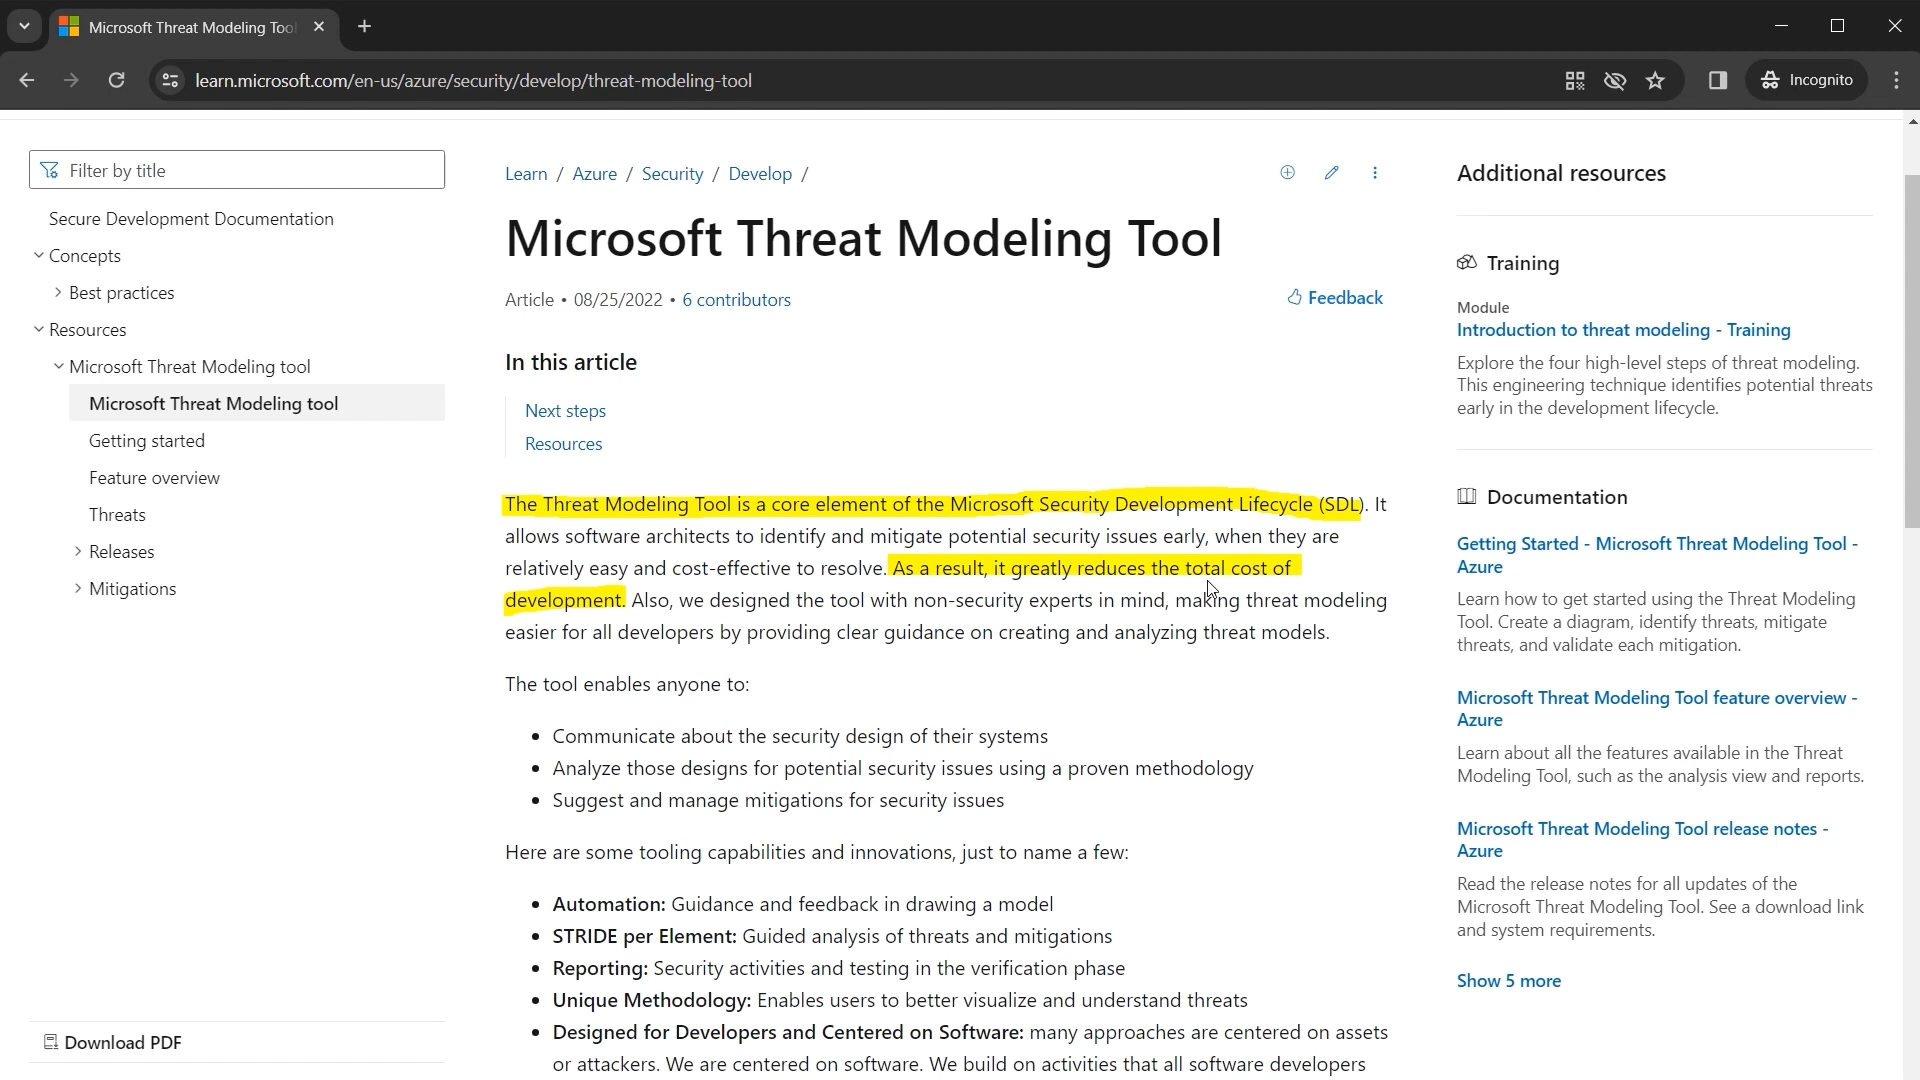 Microsoft Threat Modeling Tool
learn.microsoft.com/en-us/azure/security/develop/threat-modeling-tool
Incognito
Filter by title
Secure Development Documentation
Concepts
Best practices
Resources
Microsoft Threat Modeling tool
Microsoft Threat Modeling tool
Getting started
Feature overview
Threats
Releases
Mitigations
Download PDF
Learn / Azure / Security / Develop /
Microsoft Threat Modeling Tool
Article • 08/25/2022 • 6 contributors
Feedback
In this article
Next steps
Resources
The Threat Modeling Tool is a core element of the Microsoft Security Development Lifecycle (SDL). It
allows software architects to identify and mitigate potential security issues early, when they are
relatively easy and cost-effective to resolve. As a result, it greatly reduces the total cost of
development. Also, we designed the tool with non-security experts in mind, making threat modeling
easier for all developers by providing clear guidance on creating and analyzing threat models.
The tool enables anyone to:
• Communicate about the security design of their systems
• Analyze those designs for potential security issues using a proven methodology
• Suggest and manage mitigations for security issues
Here are some tooling capabilities and innovations, just to name a few:
• Automation: Guidance and feedback in drawing a model
• STRIDE per Element: Guided analysis of threats and mitigations
• Reporting: Security activities and testing in the verification phase
• Unique Methodology: Enables users to better visualize and understand threats
• Designed for Developers and Centered on Software: many approaches are centered on assets
or attackers. We are centered on software. We build on activities that all software developers
Additional resources
Training
Module
Introduction to threat modeling - Training
Explore the four high-level steps of threat modeling.
This engineering technique identifies potential threats
early in the development lifecycle.
Documentation
Getting Started - Microsoft Threat Modeling Tool -
Azure
Learn how to get started using the Threat Modeling
Tool. Create a diagram, identify threats, mitigate
threats, and validate each mitigation.
Microsoft Threat Modeling Tool feature overview -
Azure
Learn about all the features available in the Threat
Modeling Tool, such as the analysis view and reports.
Microsoft Threat Modeling Tool release notes -
Azure
Read the release notes for all updates of the
Microsoft Threat Modeling Tool. See a download link
and system requirements.
Show 5 more